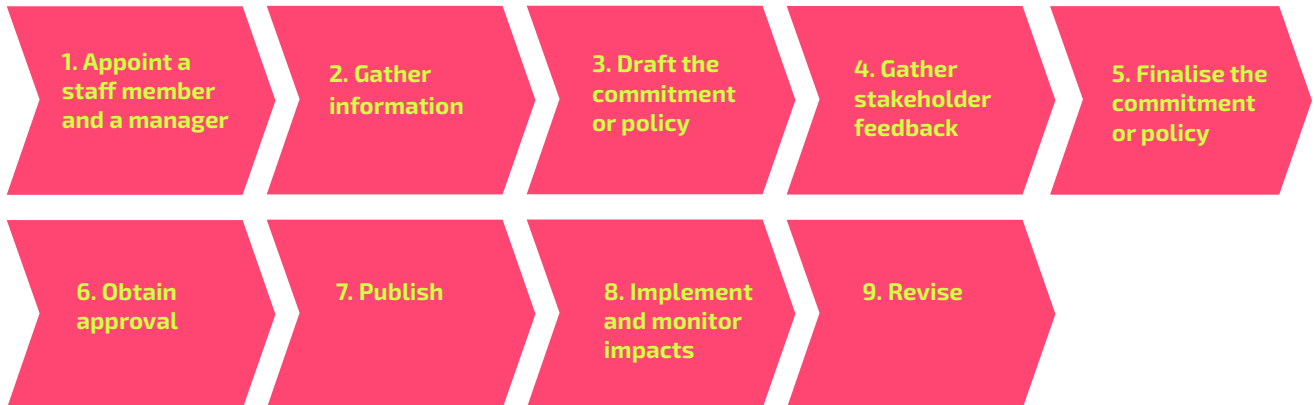 1. Appoint a
staff member
and a manager
2. Gather
information
3. Draft the
commitment
or policy
4. Gather
stakeholder
feedback
5. Finalise the
commitment
or policy
6. Obtain
approval
7. Publish
8. Implement
and monitor
impacts
9. Revise